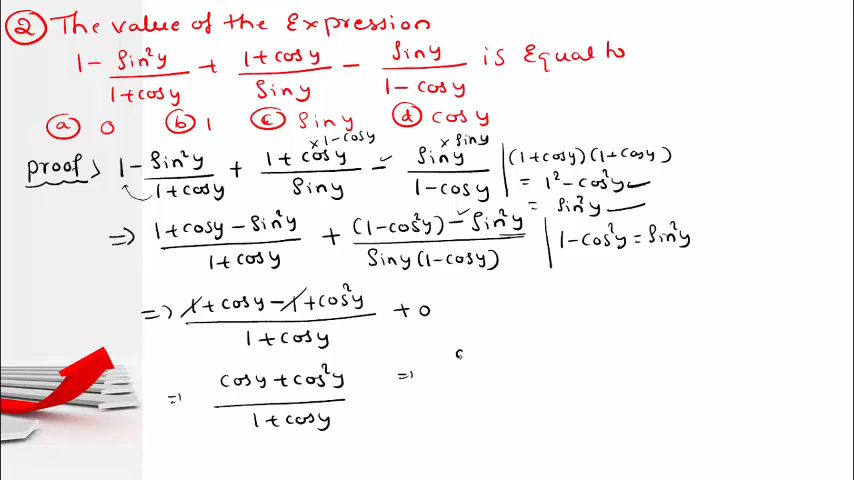 ② The value of the Expression
1 - sin²y/1+cosy + 1+cosy/siny - siny/1-cosy is Equal to
ⓐ 0 ⓑ 1 ⓒ siny ⓓ cosy
proof> 1 - sin²y/1+cosy + 1+cosy/siny ×1-cosy - siny/1-cosy ×siny | (1+cosy)(1+cosy)
= 1²-cos²y
= sin²y
=> 1+cosy-sin²y/1+cosy + (1-cos²y)-sin²y/siny(1-cosy) | 1-cos²y=sin²y
=> 1+cosy-1+cos²y/1+cosy + 0
=> cosy+cos²y/1+cosy =>